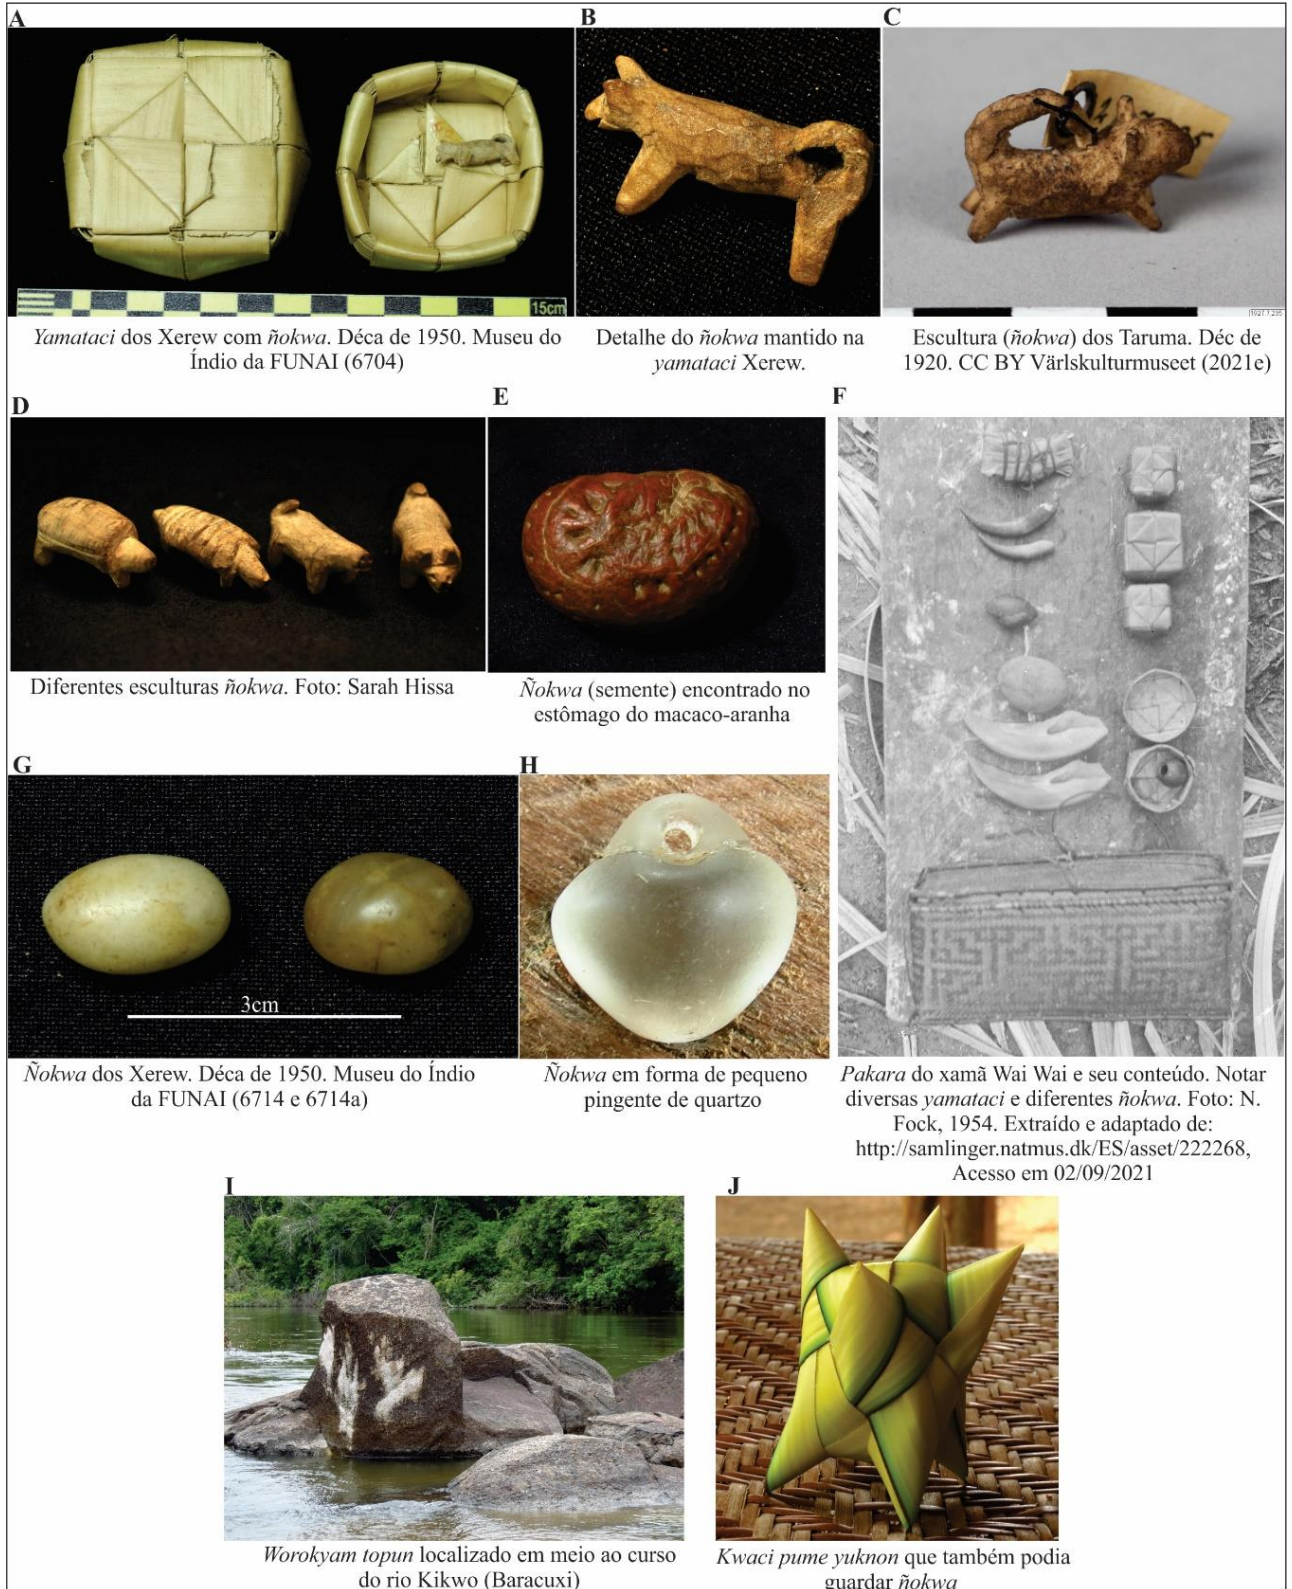 A
B
C
15cm
1927.7.235
Yamataci dos Xerew com ñokwa. Déca de 1950. Museu do
Índio da FUNAI (6704)
Detalhe do ñokwa mantido na
yamataci Xerew.
Escultura (ñokwa) dos Taruma. Déc de
1920. CC BY Värlskulturmuseet (2021e)
D
E
F
Diferentes esculturas ñokwa. Foto: Sarah Hissa
Ñokwa (semente) encontrado no
estômago do macaco-aranha
G
H
3cm
Ñokwa dos Xerew. Déca de 1950. Museu do Índio
da FUNAI (6714 e 6714a)
Ñokwa em forma de pequeno
pingente de quartzo
Pakara do xamã Wai Wai e seu conteúdo. Notar
diversas yamataci e diferentes ñokwa. Foto: N.
Fock, 1954. Extraído e adaptado de:
http://samlinger.natmus.dk/ES/asset/222268,
Acesso em 02/09/2021
I
J
Worokyam topun localizado em meio ao curso
do rio Kikwo (Baracuxi)
Kwaci pume yuknon que também podia
guardar ñokwa